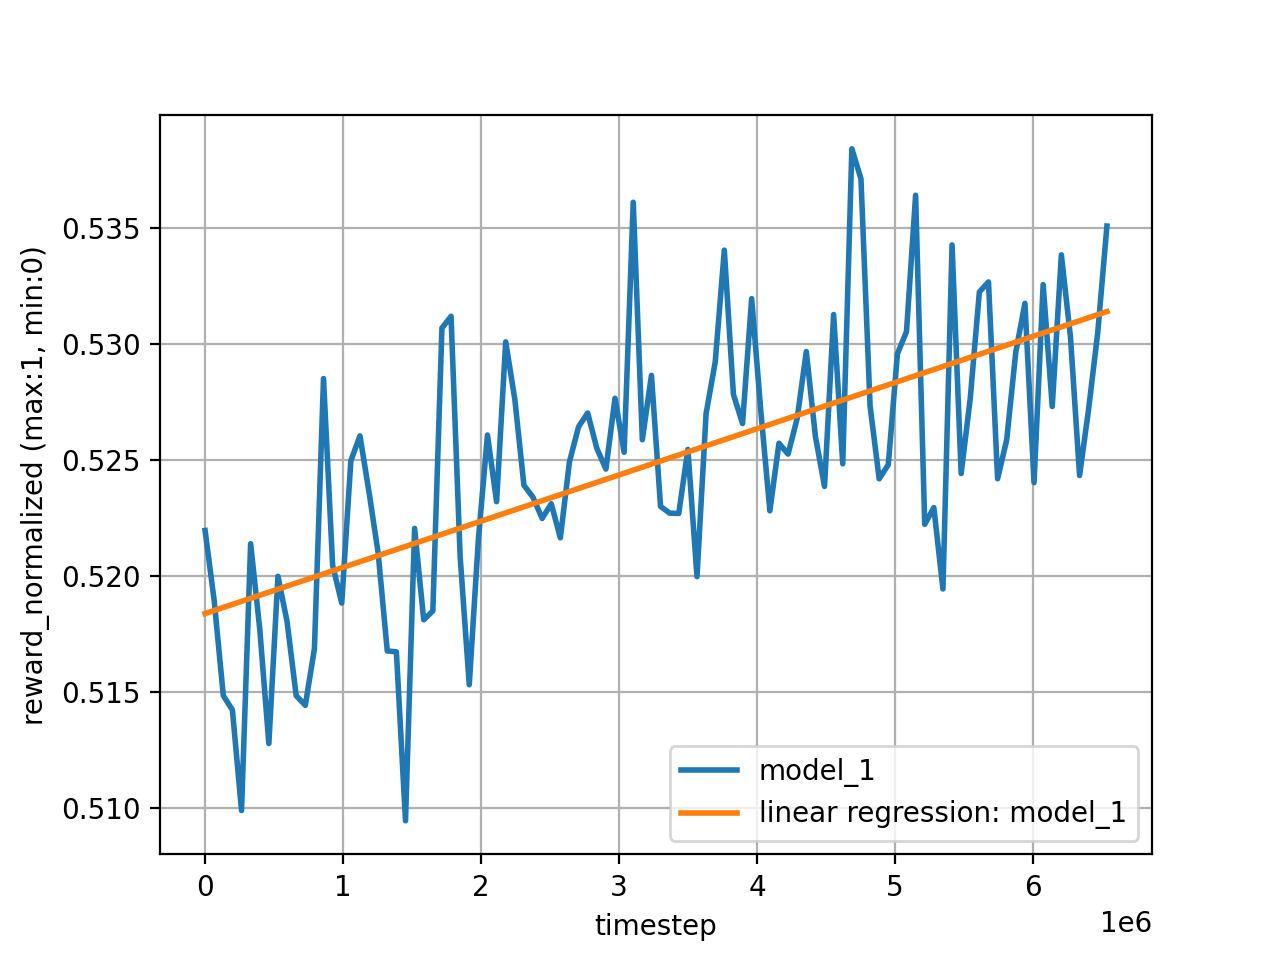 reward_normalized (max:1, min:0)
0.535
0.530
0.525
0.520
0.515
0.510
model_1
linear regression: model_1
0 1 2 3 4 5 6
1e6
timestep